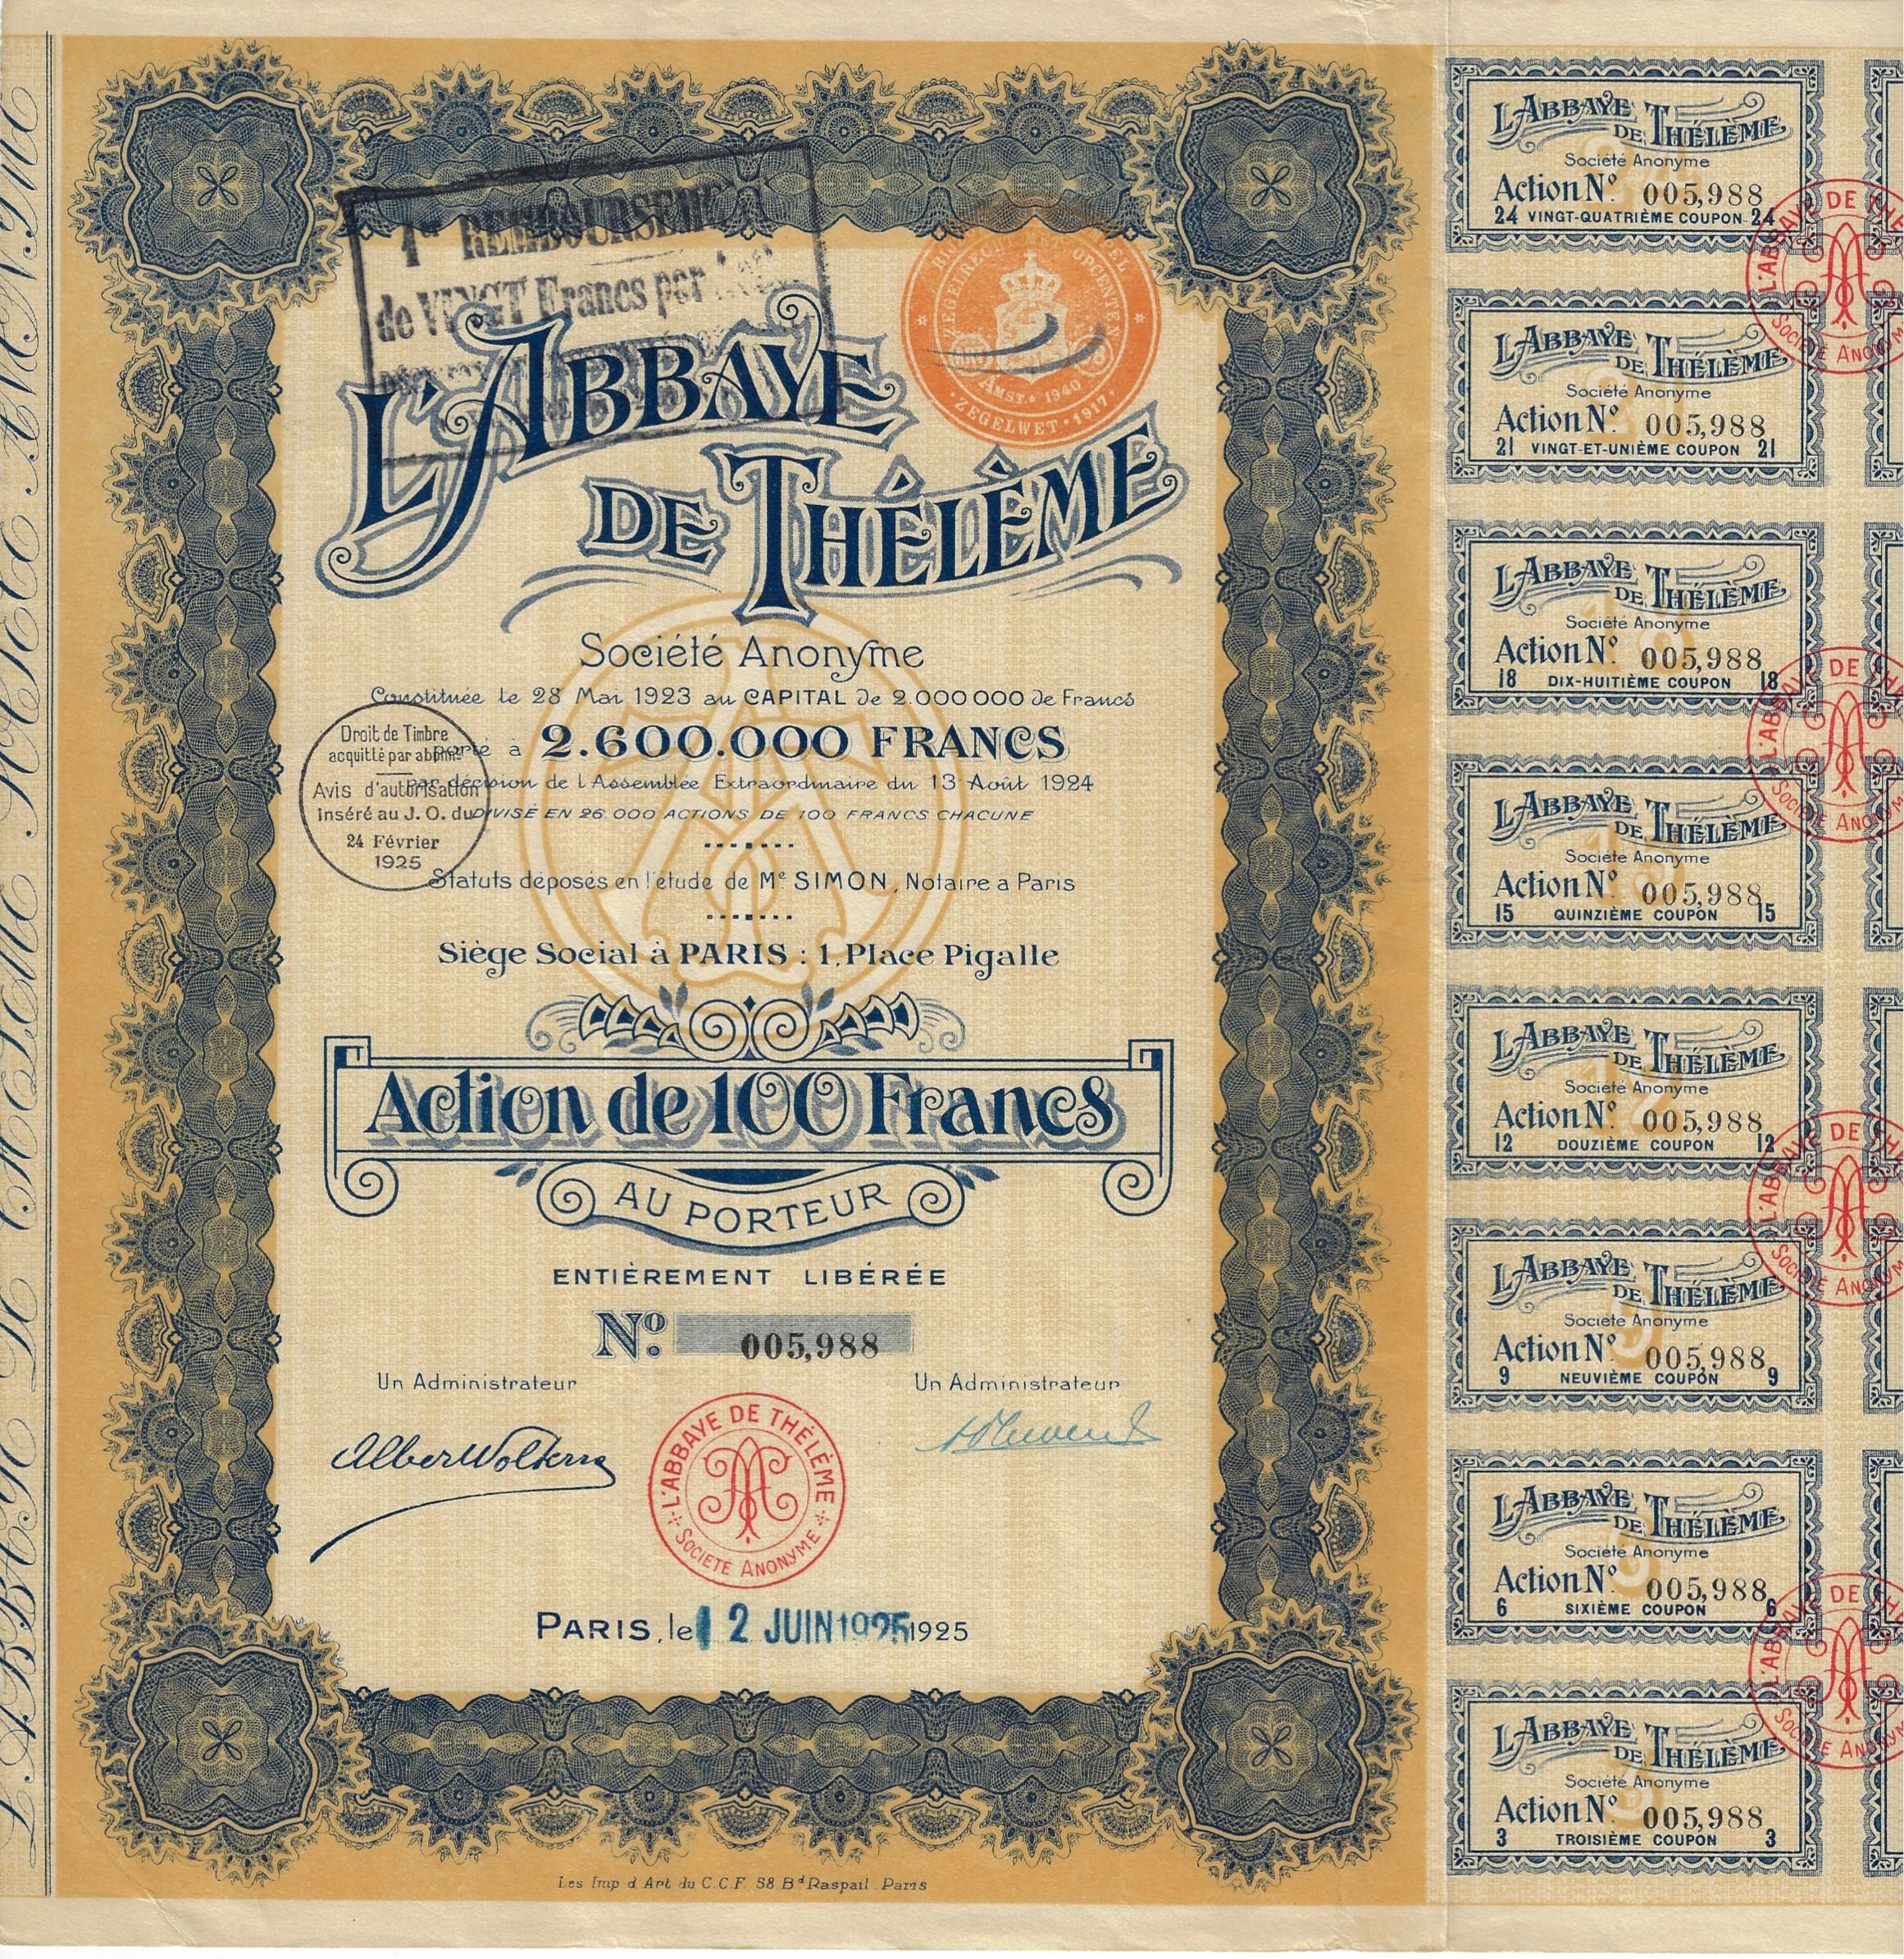 L'ABBAYE DE THÉLÈME SOCIÉTÉ ANONYME
1er REMBOURSEME
de VINGT Francs par
L'ABBAYE
DE THÉLÈME
ZEGELRECHT MET OPCENTEN
AMST. * 1940
ZEGELWET · 1917 ·
Société Anonyme
Constituée le 28 Mai 1923 au CAPITAL de 2.000000 de Francs
porté à 2.600.000 FRANCS
par décision de l'Assemblée Extraordinaire du 13 Août 1924
DIVISÉ EN 26.000 ACTIONS DE 100 FRANCS CHACUNE
Droit de Timbre
acquitté par abonnt
Avis d'autorisation
inséré au J. O. du
24 Février
1925
Statuts déposés en l'étude de Me SIMON, Notaire a Paris
Siège Social à PARIS : 1, Place Pigalle
Action de 100 Francs
AU PORTEUR
ENTIÈREMENT LIBÉRÉE
No. 005,988
Un Administrateur
Un Administrateur
L'ABBAYE DE THÉLÈME
SOCIÉTÉ ANONYME
PARIS, le 12 JUIN 1925 1925
Les Imp d'Art du C.C.F. 58, Bd Raspail _ Paris
L'ABBAYE
DE THÉLÈME
Société Anonyme
Action No. 005,988
24 VINGT-QUATRIÈME COUPON 24
L'ABBAYE
DE THÉLÈME
Société Anonyme
Action No. 005,988
21 VINGT-ET-UNIÈME COUPON 21
L'ABBAYE
DE THÉLÈME
Société Anonyme
Action No. 005,988
18 DIX-HUITIÈME COUPON 18
L'ABBAYE
DE THÉLÈME
Société Anonyme
Action No. 005,988
15 QUINZIÈME COUPON 15
L'ABBAYE
DE THÉLÈME
Société Anonyme
Action No. 005,988
12 DOUZIÈME COUPON 12
L'ABBAYE
DE THÉLÈME
Société Anonyme
Action No. 005,988
9 NEUVIÈME COUPON 9
L'ABBAYE
DE THÉLÈME
Société Anonyme
Action No. 005,988
6 SIXIÈME COUPON 6
L'ABBAYE
DE THÉLÈME
Société Anonyme
Action No. 005,988
3 TROISIÈME COUPON 3